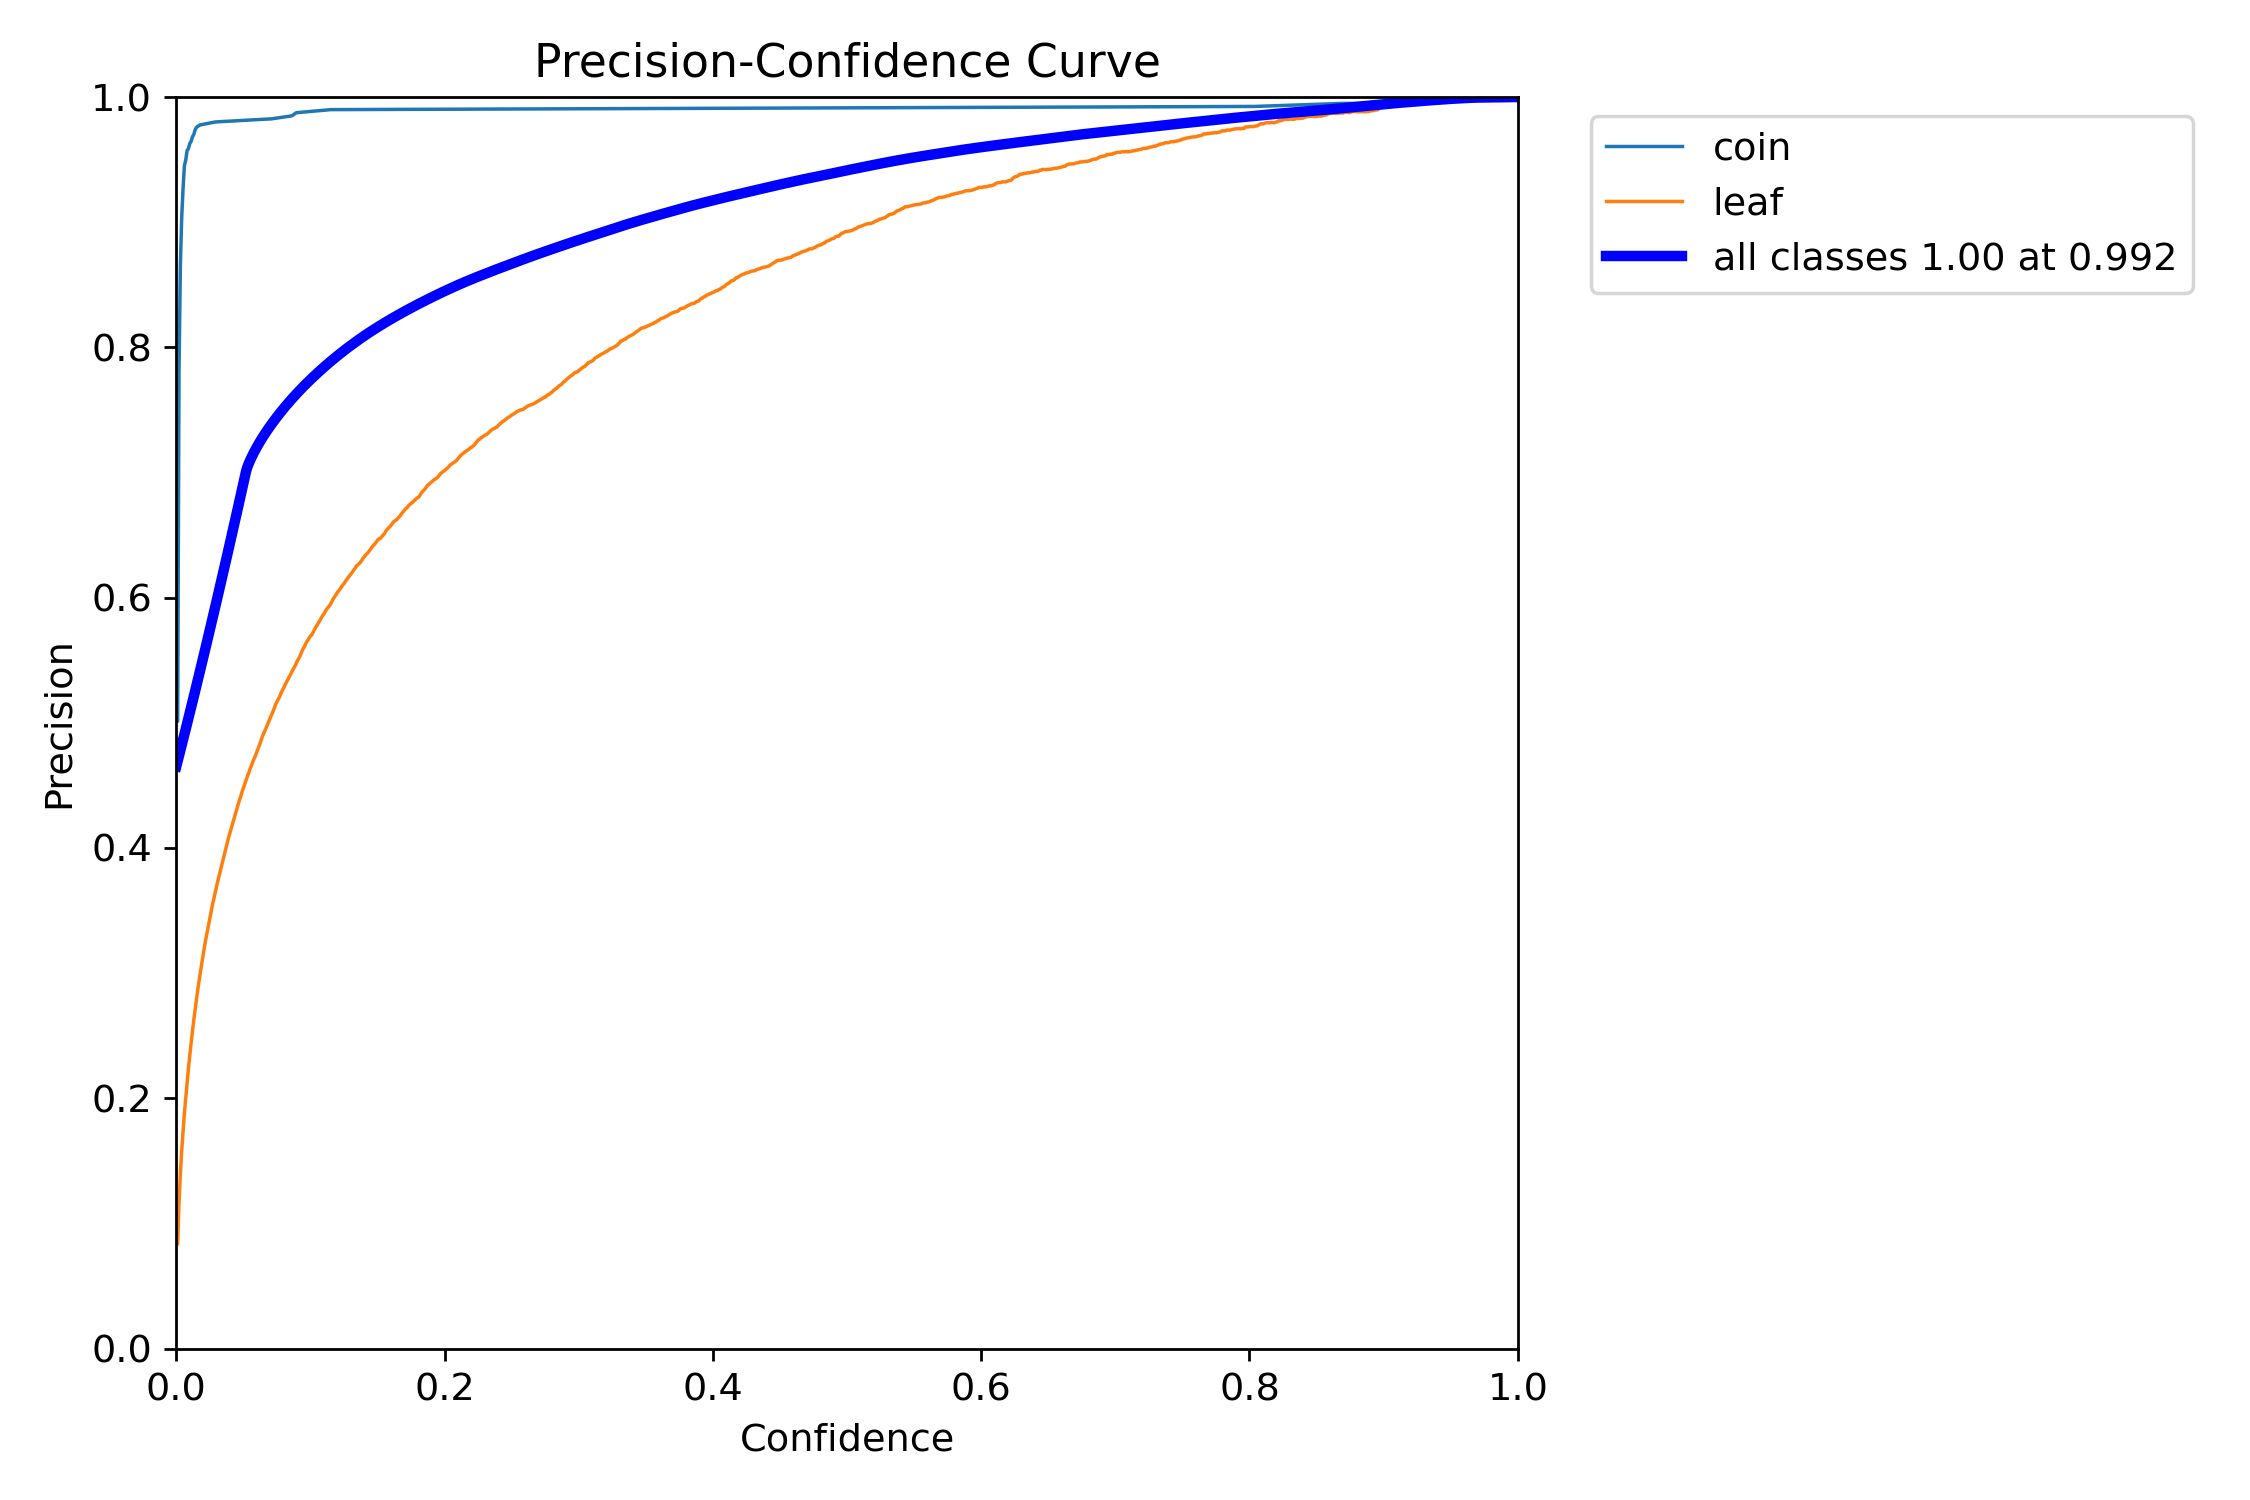 Precision-Confidence Curve
1.0
0.8
0.6
0.4
0.2
0.0
Precision
0.0 0.2 0.4 0.6 0.8 1.0
Confidence
coin
leaf
all classes 1.00 at 0.992